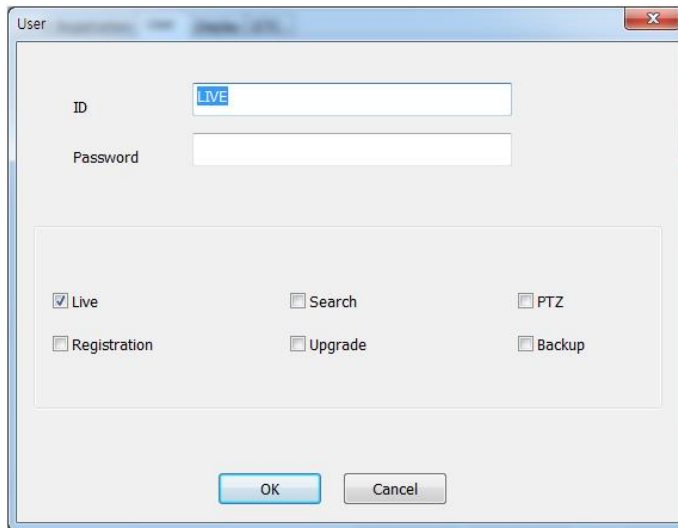 User
ID
LIVE
Password
Live
Search
PTZ
Registration
Upgrade
Backup
OK
Cancel